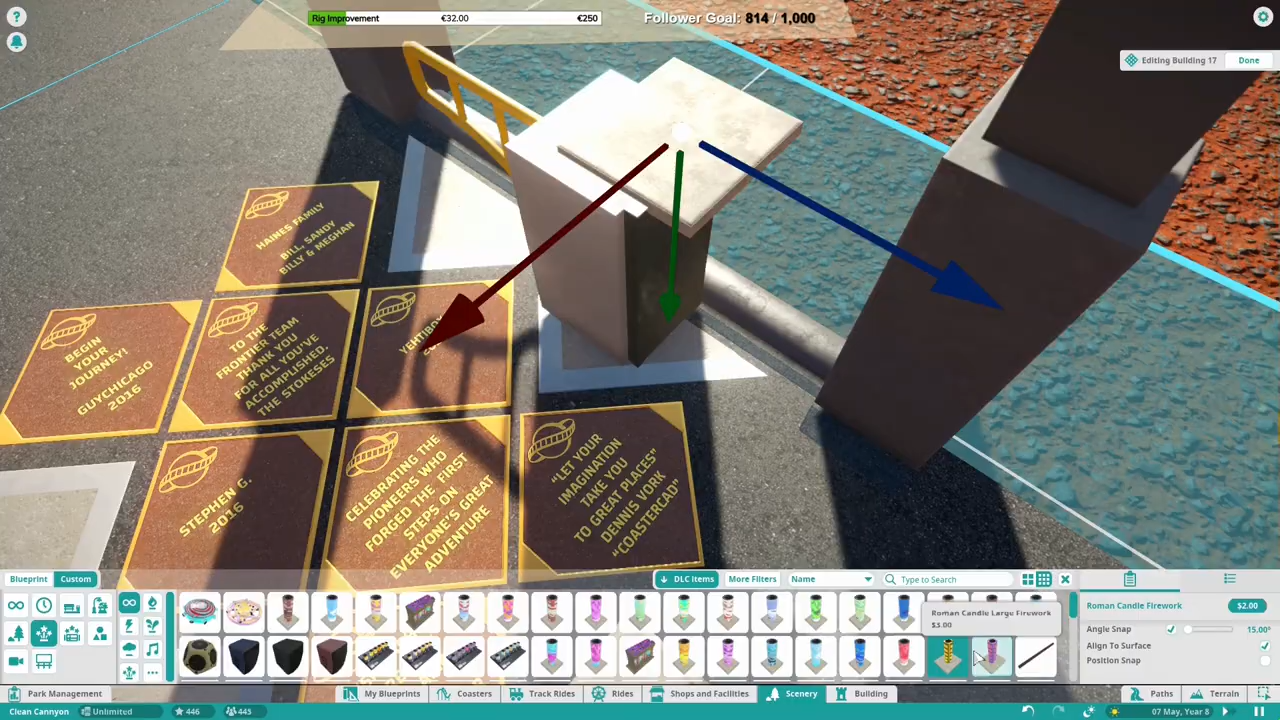 Rig Improvement €32.00 €250
Follower Goal: 814 / 1,000
Editing Building 17 Done
HAINES FAMILY
BILL, SANDY
BILLY & MEGHAN
BEGIN
YOUR
JOURNEY!
GUYCHICAGO
2016
TO THE
FRONTIER TEAM
THANK YOU
FOR ALL YOU'VE
ACCOMPLISHED.
THE STOKESES
STEPHEN G.
2016
CELEBRATING THE
PIONEERS WHO
FORGED THE FIRST
STEPS ON
EVERYONE'S GREAT
ADVENTURE
"LET YOUR
IMAGINATION
TAKE YOU
TO GREAT PLACES"
DENNIS VORK
"COASTERCAD"
Blueprint Custom
DLC Items More Filters Name Type to Search
Roman Candle Large Firework
$3.00
Roman Candle Firework $2.00
Angle Snap 15.00°
Align To Surface
Position Snap
Park Management My Blueprints Coasters Track Rides Rides Shops and Facilities Scenery Building Paths Terrain
Clean Cannyon Unlimited 446 443 07 May, Year 8